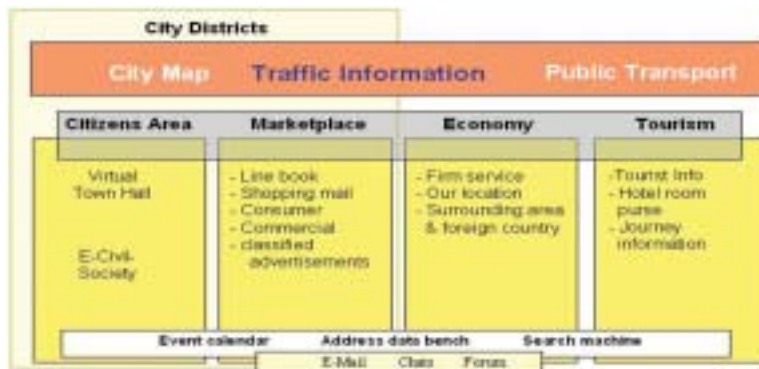 City Districts
City Map Traffic Information Public Transport
Citizens Area Marketplace Economy Tourism
Virtual
Town Hall
E-Civil-
Society
- Line book
- Shopping mall
- Consumer
- Commercial
- classified
advertisements
- Firm service
- Our location
- Surrounding area
& foreign country
-Tourist Info
- Hotel room
purse
- Journey
information
Event calendar Address data bench Search machine
E-Mail Chats Forum